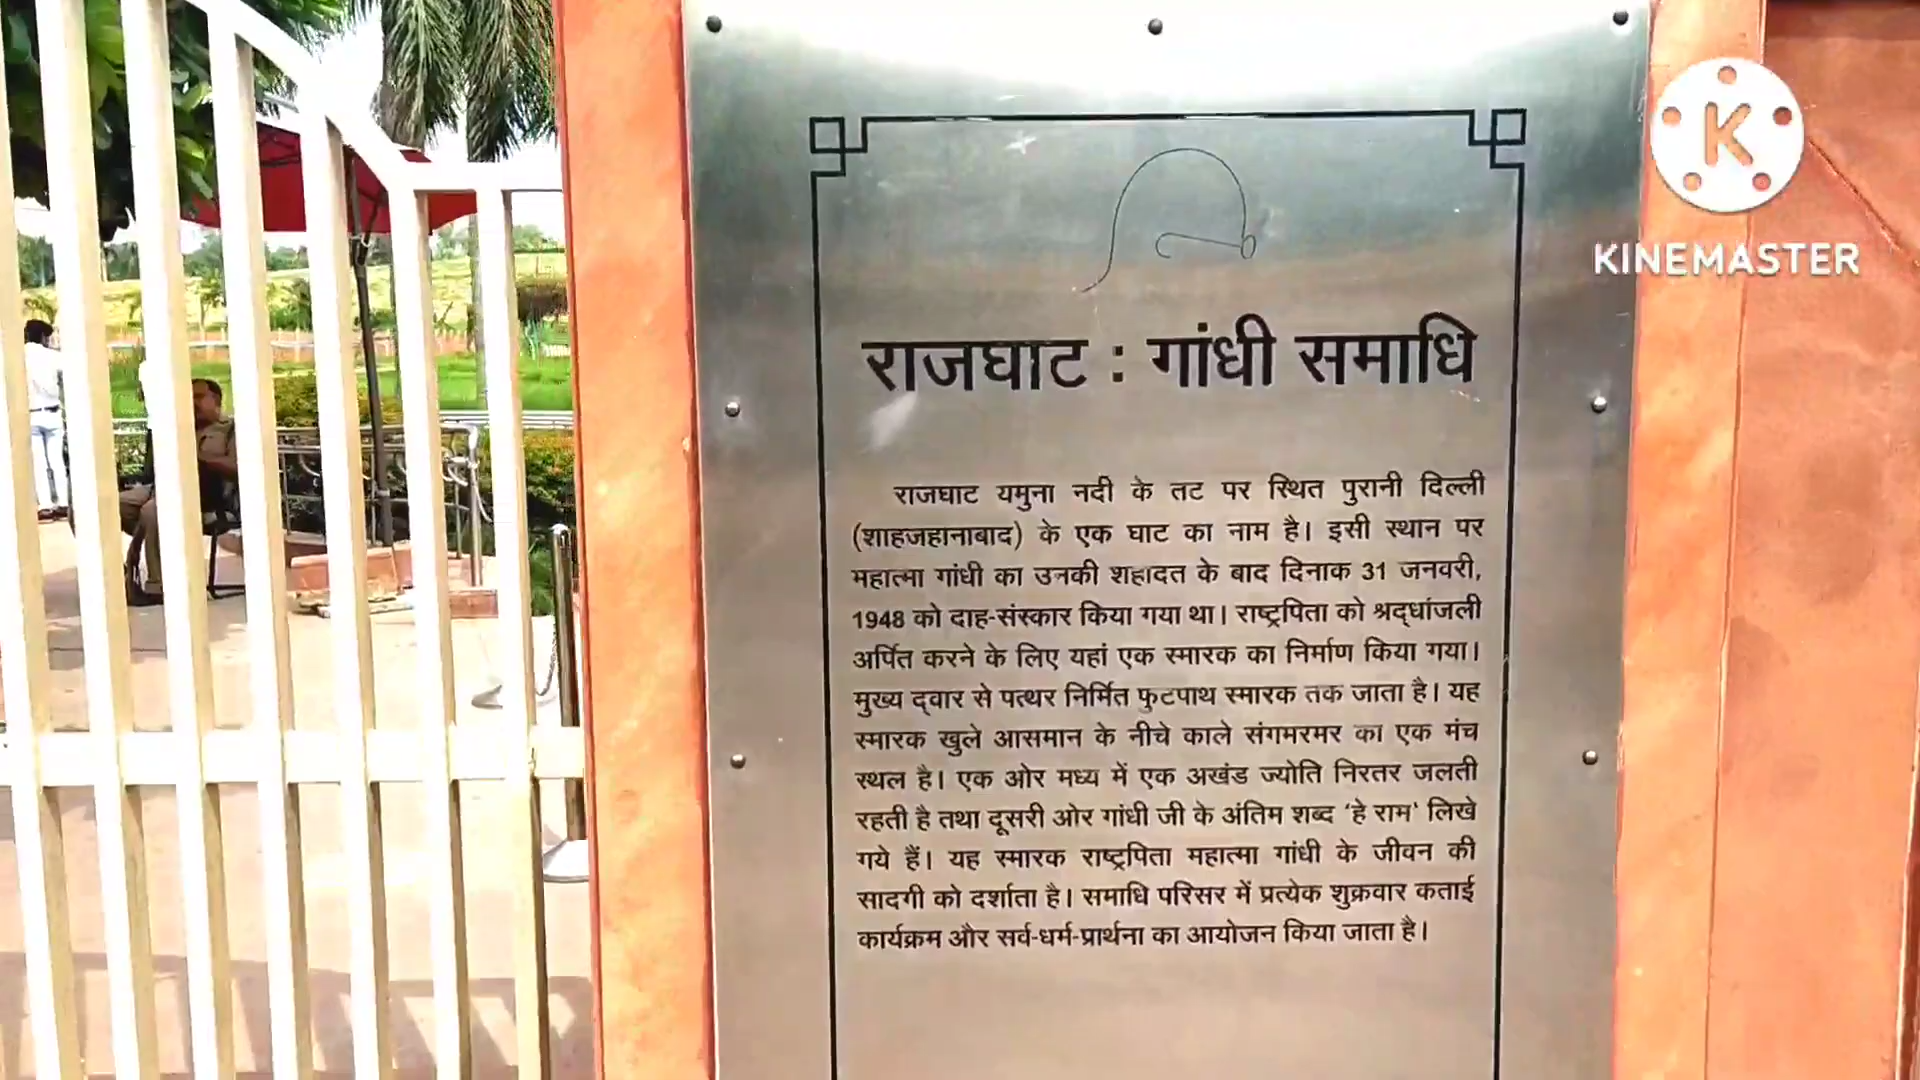 राजघाट : गांधी समाधि
राजघाट यमुना नदी के तट पर स्थित पुरानी दिल्ली
(शाहजहानाबाद) के एक घाट का नाम है। इसी स्थान पर
महात्मा गांधी का उनकी शहादत के बाद दिनाक 31 जनवरी,
1948 को दाह-संस्कार किया गया था। राष्ट्रपिता को श्रद्धांजली
अर्पित करने के लिए यहां एक स्मारक का निर्माण किया गया।
मुख्य द्वार से पत्थर निर्मित फुटपाथ स्मारक तक जाता है। यह
स्मारक खुले आसमान के नीचे काले संगमरमर का एक मंच
स्थल है। एक ओर मध्य में एक अखंड ज्योति निरतर जलती
रहती है तथा दूसरी ओर गांधी जी के अंतिम शब्द ‘हे राम‘ लिखे
गये हैं। यह स्मारक राष्ट्रपिता महात्मा गांधी के जीवन की
सादगी को दर्शाता है। समाधि परिसर में प्रत्येक शुक्रवार कताई
कार्यक्रम और सर्व-धर्म-प्रार्थना का आयोजन किया जाता है।
K
KINEMASTER